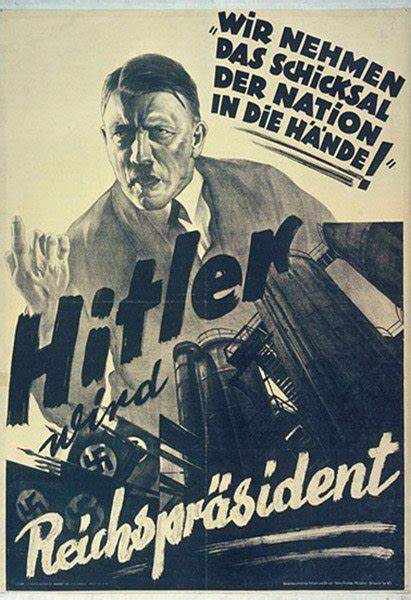 "WIR NEHMEN
DAS SCHICKSAL
DER NATION
IN DIE HÄNDE!
Hitler
wird
Reichspräsident